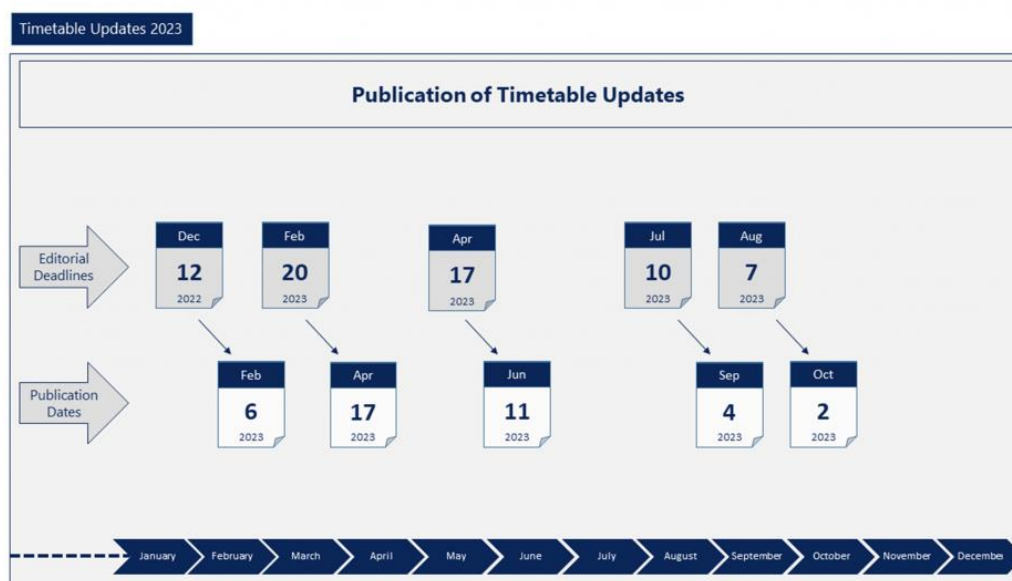 Timetable Updates 2023
Publication of Timetable Updates
Editorial
Deadlines
Dec
12
2022
Feb
20
2023
Apr
17
2023
Jul
10
2023
Aug
7
2023
Publication
Dates
Feb
6
2023
Apr
17
2023
Jun
11
2023
Sep
4
2023
Oct
2
2023
January February March April May June July August September October November December